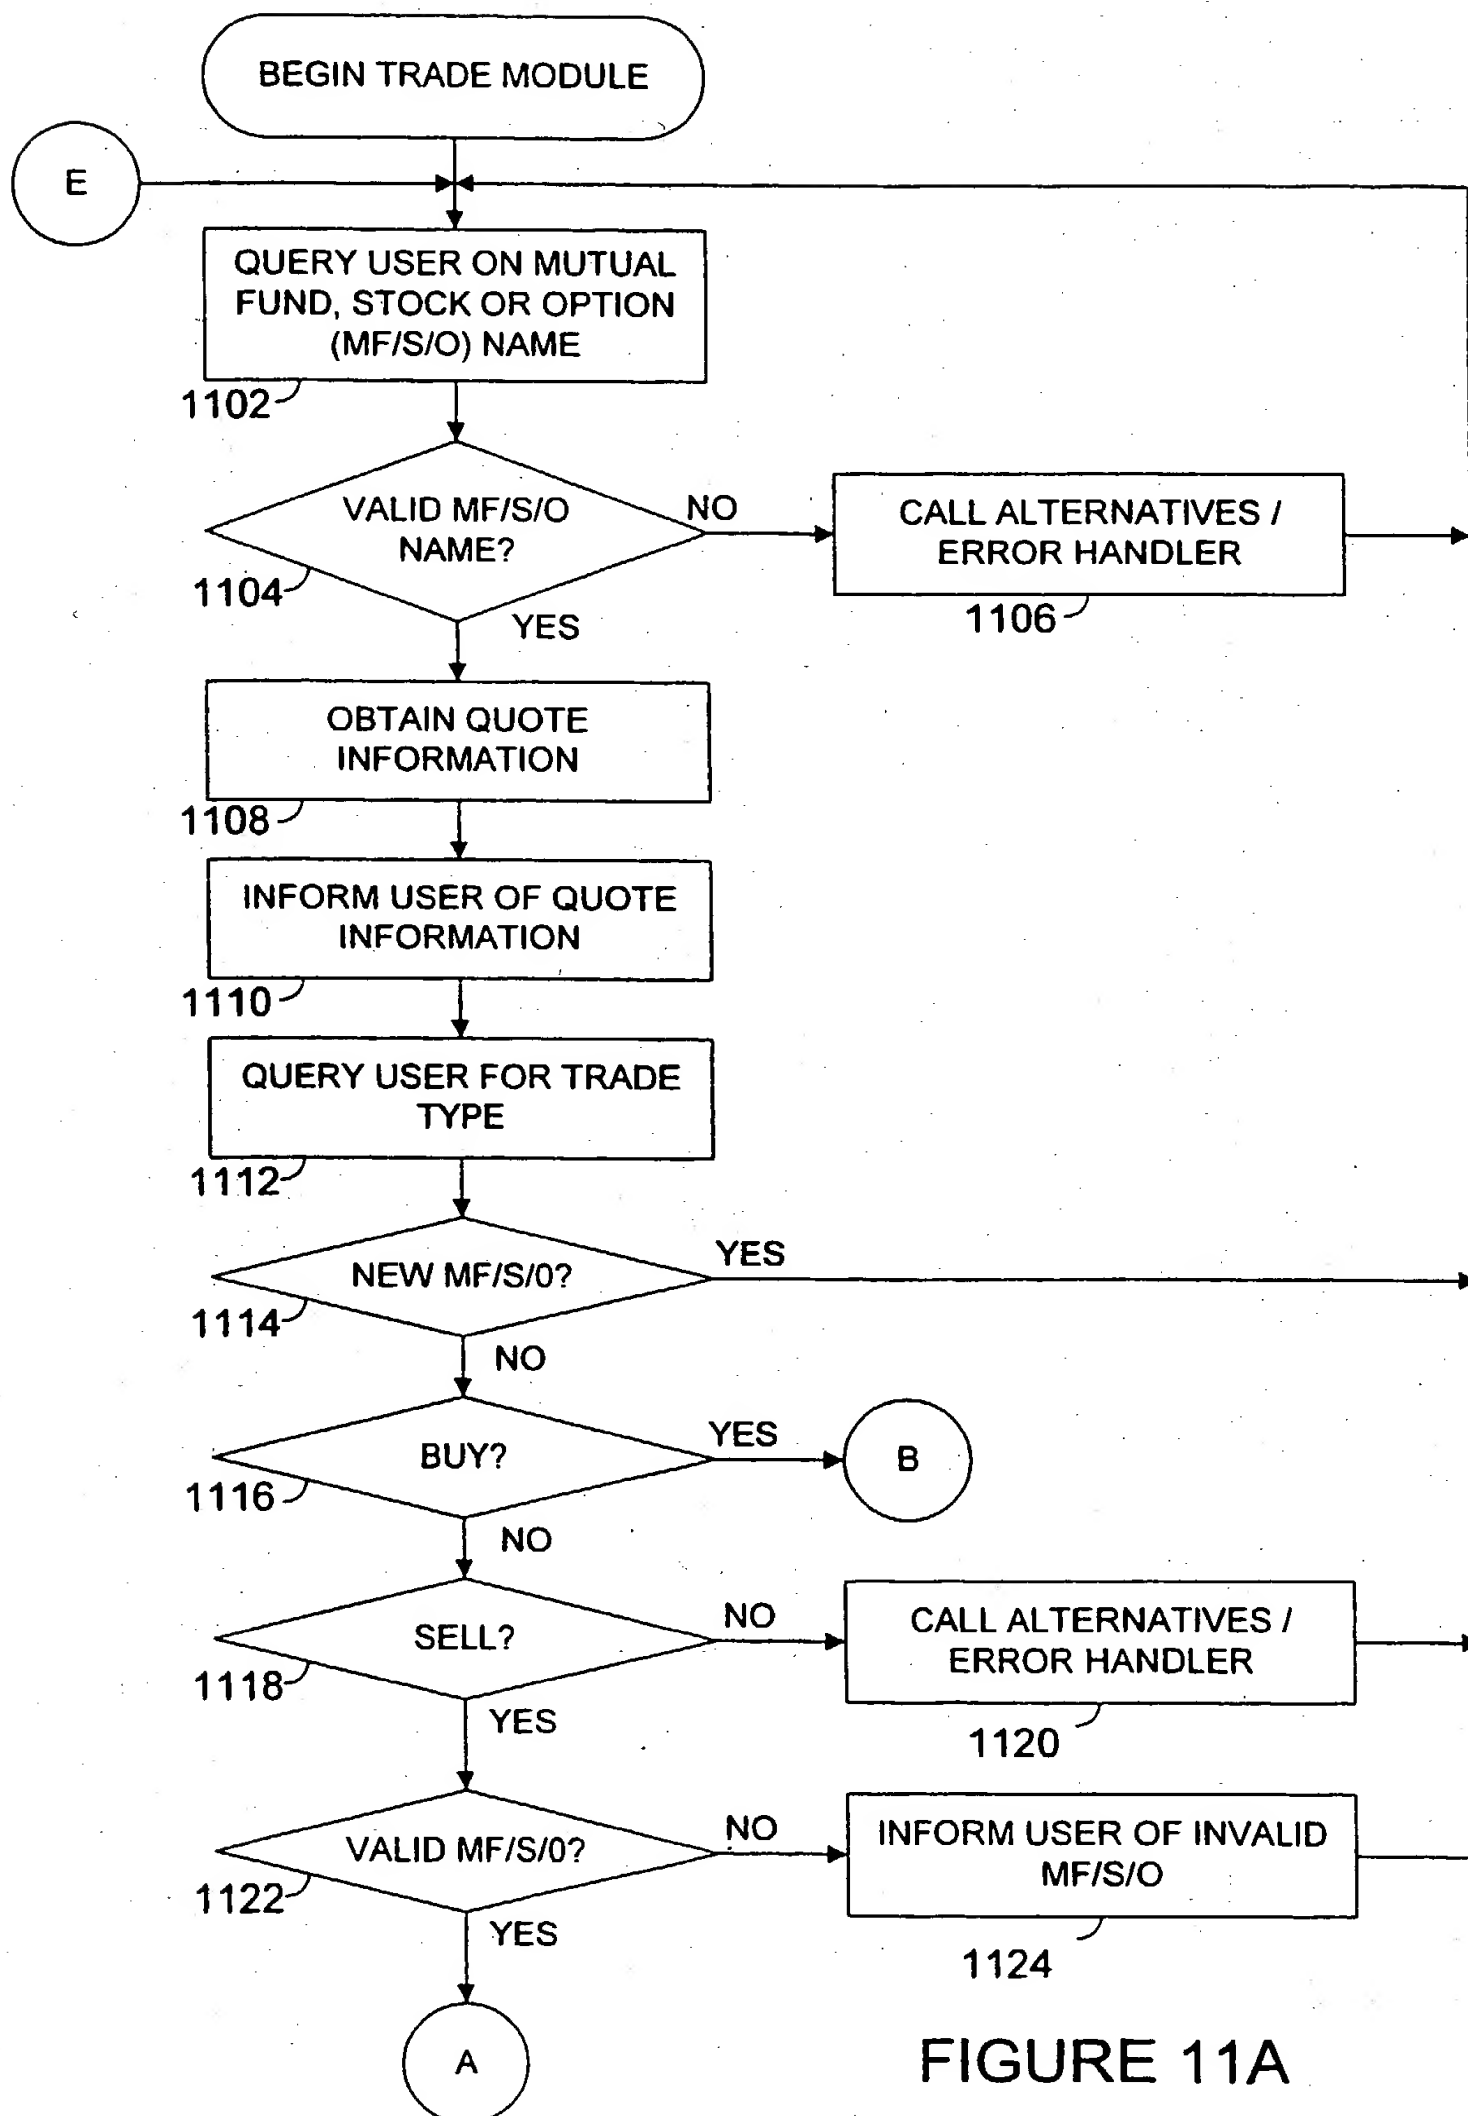 BEGIN TRADE MODULE
E
QUERY USER ON MUTUAL
FUND, STOCK OR OPTION
(MF/S/O) NAME
1102
VALID MF/S/O
NAME?
NO
CALL ALTERNATIVES /
ERROR HANDLER
1104
1106
YES
OBTAIN QUOTE
INFORMATION
1108
INFORM USER OF QUOTE
INFORMATION
1110
QUERY USER FOR TRADE
TYPE
1112
NEW MF/S/0?
YES
1114
NO
BUY?
YES
B
1116
NO
SELL?
NO
CALL ALTERNATIVES /
ERROR HANDLER
1118
1120
YES
VALID MF/S/0?
NO
INFORM USER OF INVALID
MF/S/O
1122
1124
YES
A
FIGURE 11A